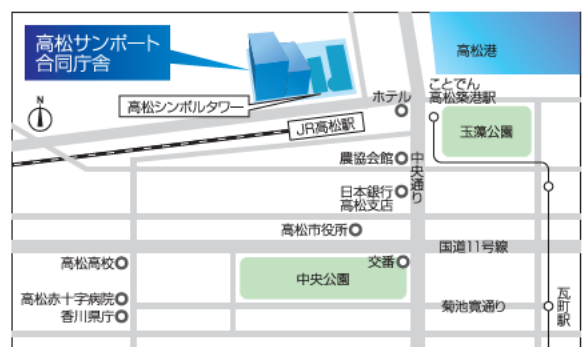 高松サンポート
合同庁舎
高松港
N
高松シンボルタワー
ホテル
ことでん
高松築港駅
JR高松駅
玉藻公園
農協会館
中央通り
日本銀行
高松支店
高松市役所
国道11号線
高松高校
交番
中央公園
高松赤十字病院
香川県庁
菊池寛通り
瓦町駅